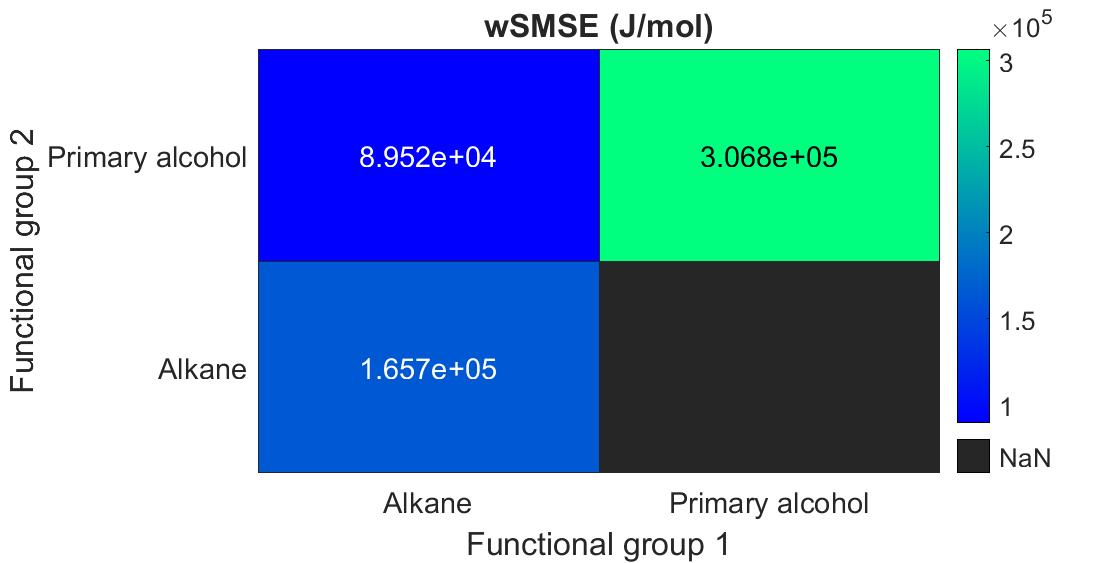 wSMSE (J/mol)
×10^5
Functional group 2
Primary alcohol
Alkane
8.952e+04
3.068e+05
1.657e+05
3
2.5
2
1.5
1
NaN
Alkane
Primary alcohol
Functional group 1